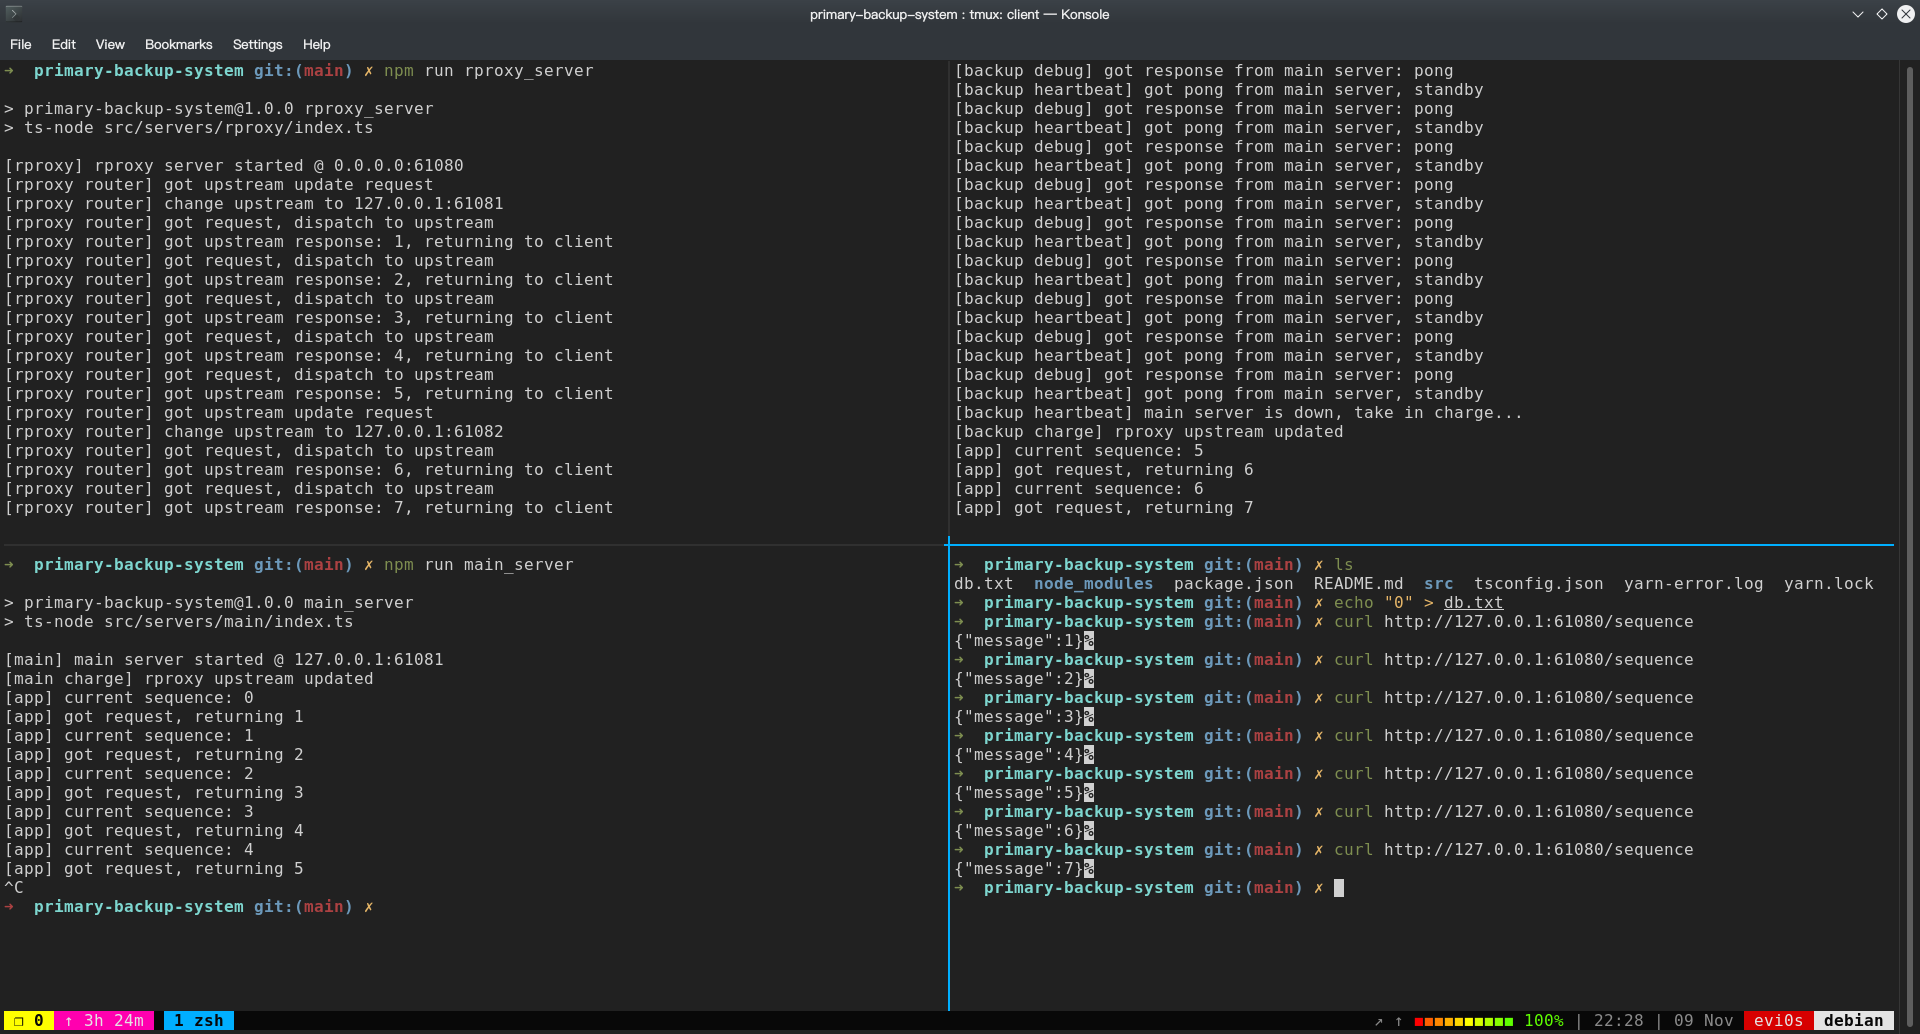 primary-backup-system : tmux: client — Konsole
File Edit View Bookmarks Settings Help
➜  primary-backup-system git:(main) ✗ npm run rproxy_server
> primary-backup-system@1.0.0 rproxy_server
> ts-node src/servers/rproxy/index.ts
[rproxy] rproxy server started @ 0.0.0.0:61080
[rproxy router] got upstream update request
[rproxy router] change upstream to 127.0.0.1:61081
[rproxy router] got request, dispatch to upstream
[rproxy router] got upstream response: 1, returning to client
[rproxy router] got request, dispatch to upstream
[rproxy router] got upstream response: 2, returning to client
[rproxy router] got request, dispatch to upstream
[rproxy router] got upstream response: 3, returning to client
[rproxy router] got request, dispatch to upstream
[rproxy router] got upstream response: 4, returning to client
[rproxy router] got request, dispatch to upstream
[rproxy router] got upstream response: 5, returning to client
[rproxy router] got upstream update request
[rproxy router] change upstream to 127.0.0.1:61082
[rproxy router] got request, dispatch to upstream
[rproxy router] got upstream response: 6, returning to client
[rproxy router] got request, dispatch to upstream
[rproxy router] got upstream response: 7, returning to client
[backup debug] got response from main server: pong
[backup heartbeat] got pong from main server, standby
[backup debug] got response from main server: pong
[backup heartbeat] got pong from main server, standby
[backup debug] got response from main server: pong
[backup heartbeat] got pong from main server, standby
[backup debug] got response from main server: pong
[backup heartbeat] got pong from main server, standby
[backup debug] got response from main server: pong
[backup heartbeat] got pong from main server, standby
[backup debug] got response from main server: pong
[backup heartbeat] got pong from main server, standby
[backup debug] got response from main server: pong
[backup heartbeat] got pong from main server, standby
[backup debug] got response from main server: pong
[backup heartbeat] got pong from main server, standby
[backup debug] got response from main server: pong
[backup heartbeat] got pong from main server, standby
[backup heartbeat] main server is down, take in charge...
[backup charge] rproxy upstream updated
[app] current sequence: 5
[app] got request, returning 6
[app] current sequence: 6
[app] got request, returning 7
➜  primary-backup-system git:(main) ✗ npm run main_server
> primary-backup-system@1.0.0 main_server
> ts-node src/servers/main/index.ts
[main] main server started @ 127.0.0.1:61081
[main charge] rproxy upstream updated
[app] current sequence: 0
[app] got request, returning 1
[app] current sequence: 1
[app] got request, returning 2
[app] current sequence: 2
[app] got request, returning 3
[app] current sequence: 3
[app] got request, returning 4
[app] current sequence: 4
[app] got request, returning 5
^C
➜  primary-backup-system git:(main) ✗
➜  primary-backup-system git:(main) ✗ ls
db.txt  node_modules  package.json  README.md  src  tsconfig.json  yarn-error.log  yarn.lock
➜  primary-backup-system git:(main) ✗ echo "0" > db.txt
➜  primary-backup-system git:(main) ✗ curl http://127.0.0.1:61080/sequence
{"message":1}%
➜  primary-backup-system git:(main) ✗ curl http://127.0.0.1:61080/sequence
{"message":2}%
➜  primary-backup-system git:(main) ✗ curl http://127.0.0.1:61080/sequence
{"message":3}%
➜  primary-backup-system git:(main) ✗ curl http://127.0.0.1:61080/sequence
{"message":4}%
➜  primary-backup-system git:(main) ✗ curl http://127.0.0.1:61080/sequence
{"message":5}%
➜  primary-backup-system git:(main) ✗ curl http://127.0.0.1:61080/sequence
{"message":6}%
➜  primary-backup-system git:(main) ✗ curl http://127.0.0.1:61080/sequence
{"message":7}%
➜  primary-backup-system git:(main) ✗
❐ 0 ↑ 3h 24m 1 zsh ↗ ↑ 100% | 22:28 | 09 Nov evi0s debian